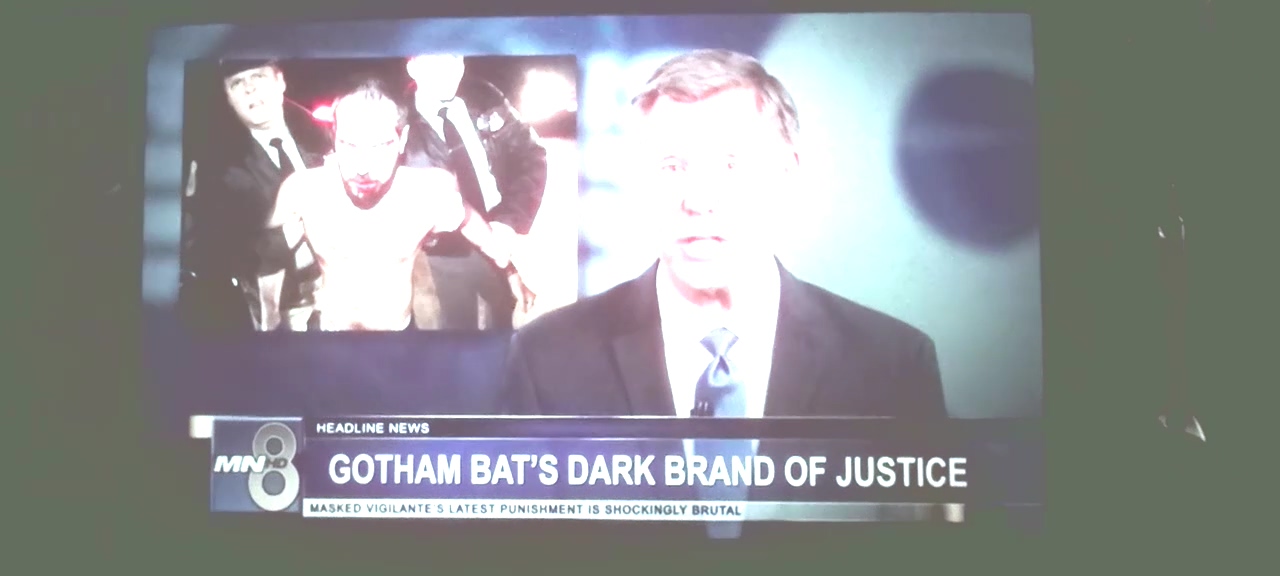 HEADLINE NEWS
MN HD 8
GOTHAM BAT'S DARK BRAND OF JUSTICE
MASKED VIGILANTE S LATEST PUNISHMENT IS SHOCKINGLY BRUTAL